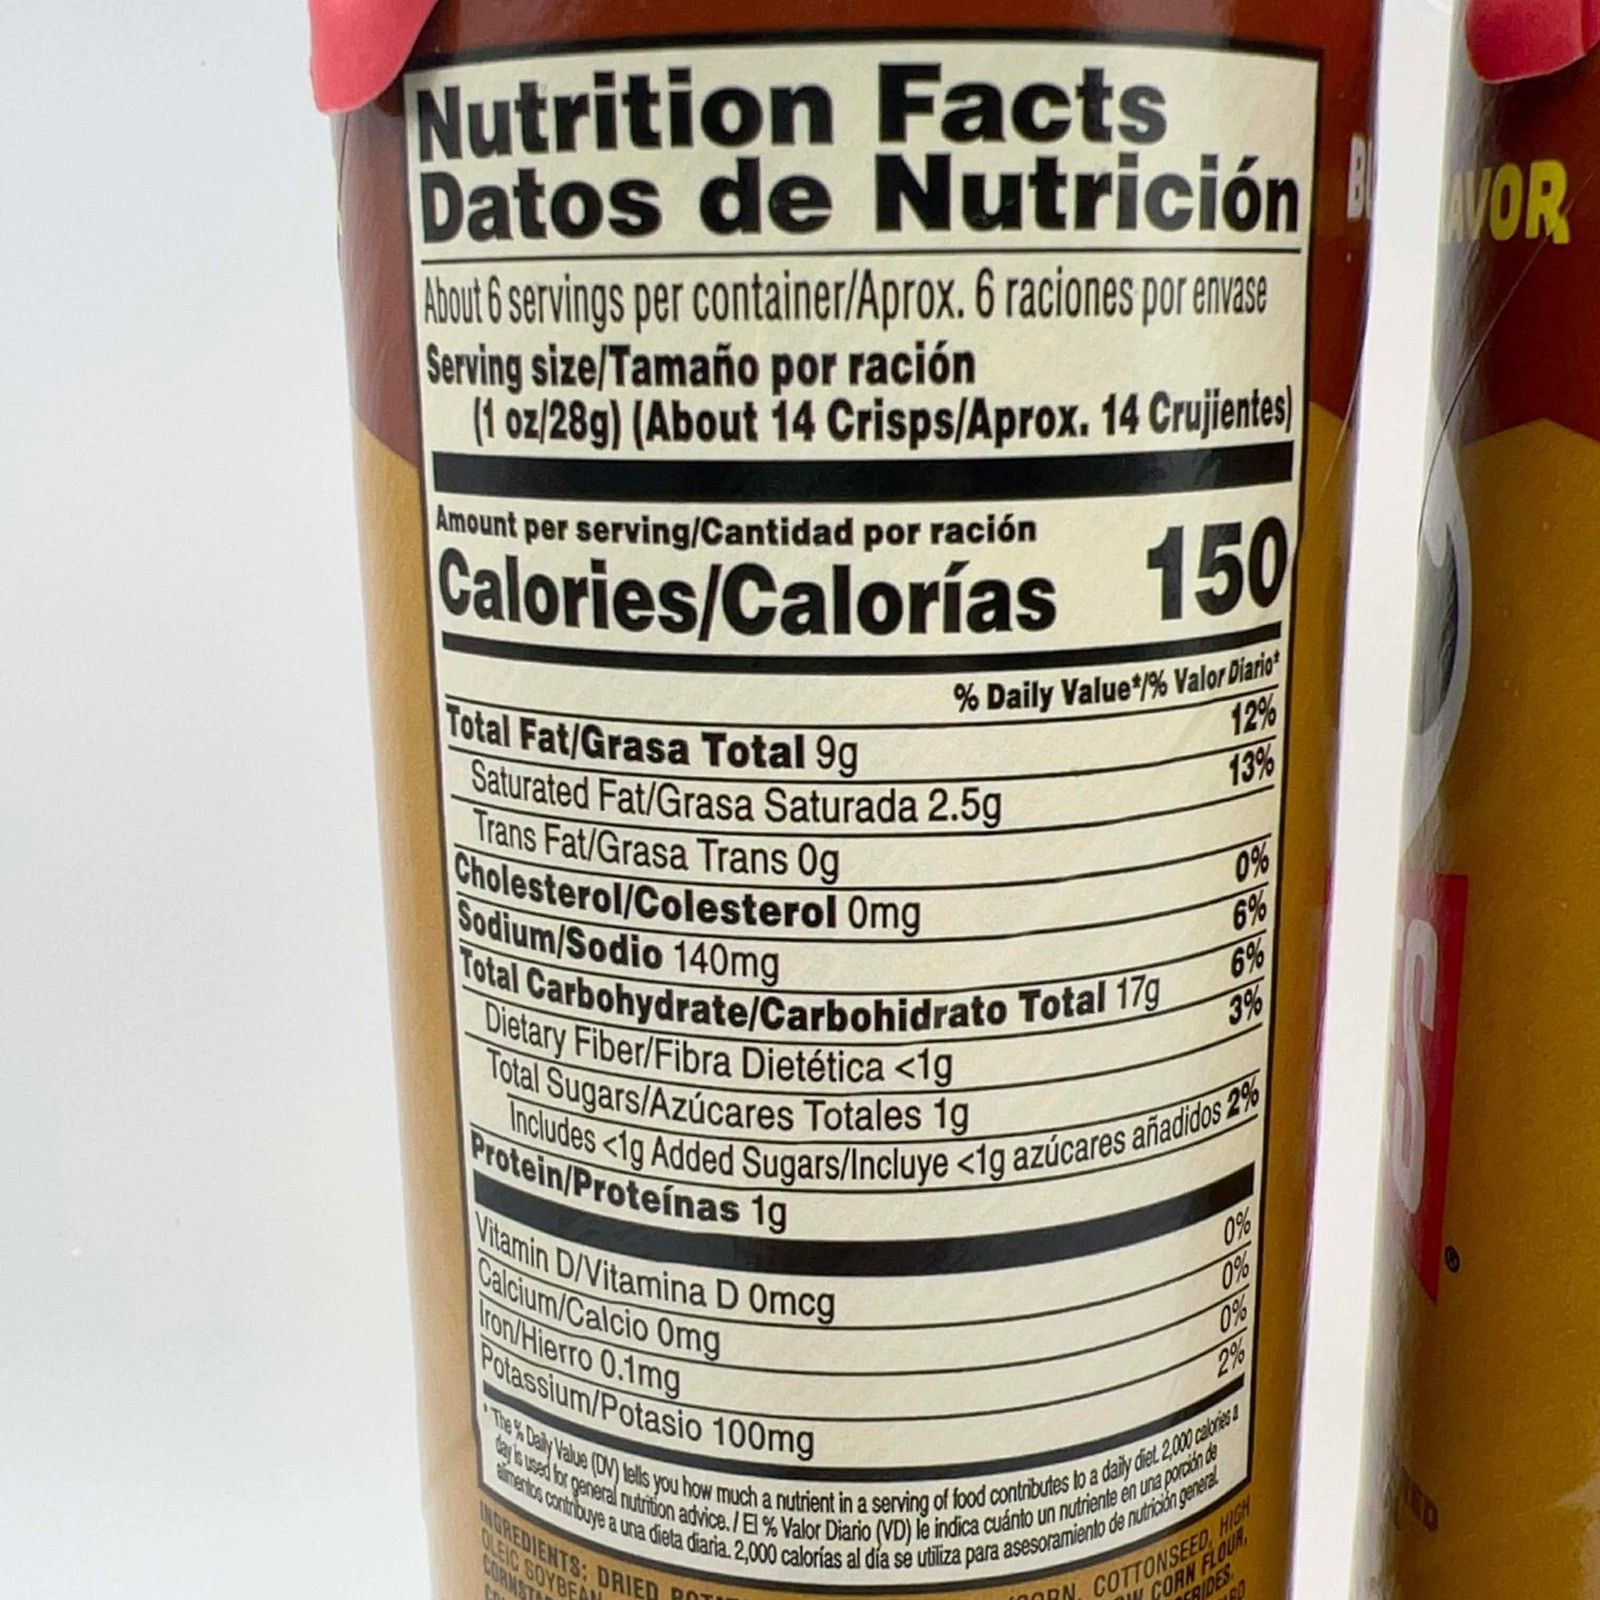 Nutrition Facts
Datos de Nutrición
About 6 servings per container/Aprox. 6 raciones por envase
Serving size/Tamaño por ración
(1 oz/28g) (About 14 Crisps/Aprox. 14 Crujientes)
Amount per serving/Cantidad por ración
Calories/Calorías 150
% Daily Value*/% Valor Diario*
Total Fat/Grasa Total 9g 12%
Saturated Fat/Grasa Saturada 2.5g 13%
Trans Fat/Grasa Trans 0g
Cholesterol/Colesterol 0mg 0%
Sodium/Sodio 140mg 6%
Total Carbohydrate/Carbohidrato Total 17g 6%
Dietary Fiber/Fibra Dietética <1g 3%
Total Sugars/Azúcares Totales 1g
Includes <1g Added Sugars/Incluye <1g azúcares añadidos 2%
Protein/Proteínas 1g
Vitamin D/Vitamina D 0mcg 0%
Calcium/Calcio 0mg 0%
Iron/Hierro 0.1mg 0%
Potassium/Potasio 100mg 2%
* The % Daily Value (DV) tells you how much a nutrient in a serving of food contributes to a daily diet. 2,000 calories a
day is used for general nutrition advice. / El % Valor Diario (VD) le indica cuánto un nutriente en una porción de
alimentos contribuye a una dieta diaria. 2,000 calorías al día se utiliza para asesoramiento de nutrición general.
INGREDIENTS: DRIED COTTONSEED, HIGH
OLEIC SOYBEAN CORN FLOUR,
AVOR
S
®